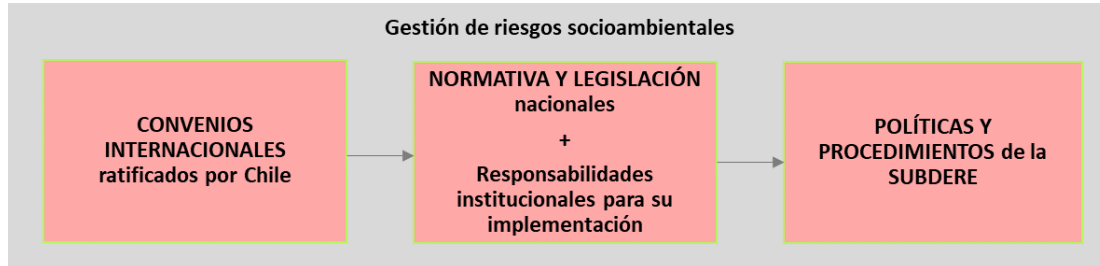 Gestión de riesgos socioambientales
CONVENIOS
INTERNACIONALES
ratificados por Chile
NORMATIVA Y LEGISLACIÓN
nacionales
+
Responsabilidades
institucionales para su
implementación
POLÍTICAS Y
PROCEDIMIENTOS de la
SUBDERE